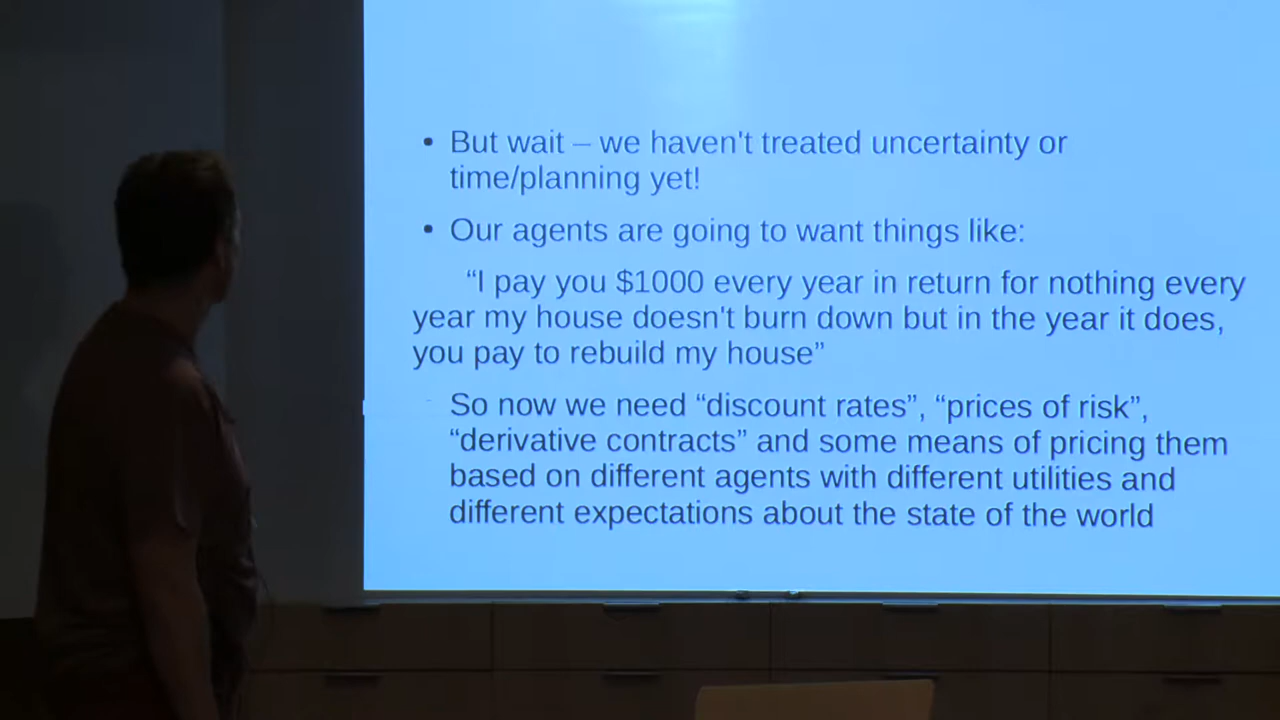 • But wait – we haven't treated uncertainty or
time/planning yet!
• Our agents are going to want things like:
“I pay you $1000 every year in return for nothing every
year my house doesn't burn down but in the year it does,
you pay to rebuild my house”
So now we need “discount rates”, “prices of risk”,
“derivative contracts” and some means of pricing them
based on different agents with different utilities and
different expectations about the state of the world